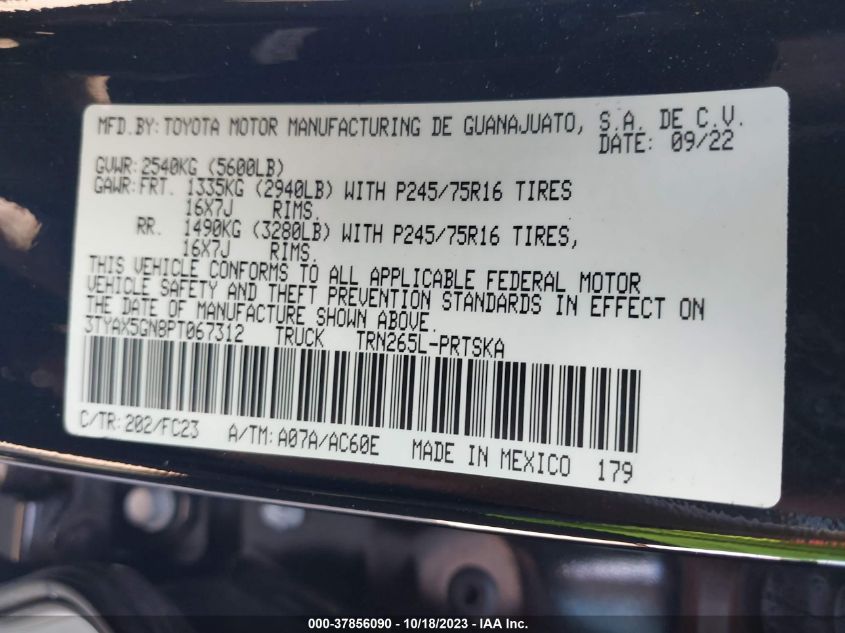 MFD.BY:TOYOTA MOTOR MANUFACTURING DE GUANAJUATO, S.A. DE C.V.
DATE: 09/22
GVWR:2540KG (5600LB)
GAWR:FRT. 1335KG (2940LB) WITH P245/75R16 TIRES
16X7J RIMS.
RR. 1490KG (3280LB) WITH P245/75R16 TIRES,
16X7J RIMS.
THIS VEHICLE CONFORMS TO ALL APPLICABLE FEDERAL MOTOR
VEHICLE SAFETY AND THEFT PREVENTION STANDARDS IN EFFECT ON
THE DATE OF MANUFACTURE SHOWN ABOVE.
3TYAX5GN8PT067312 TRUCK TRN265L-PRTSKA
C/TR:202/FC23 A/TM:A07A/AC60E MADE IN MEXICO 179
000-37856090 - 10/18/2023 - IAA Inc.